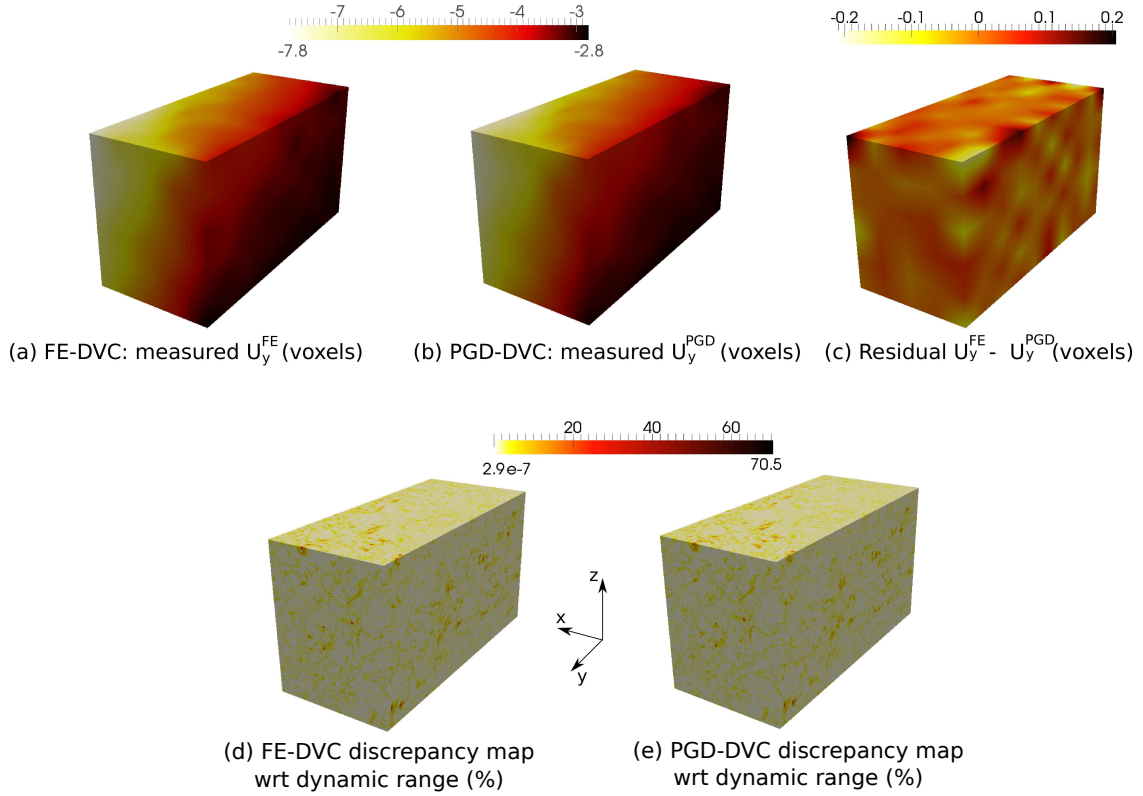 -7 -6 -5 -4 -3
-7.8 -2.8
-0.2 -0.1 0 0.1 0.2
(a) FE-DVC: measured U_y^FE (voxels)
(b) PGD-DVC: measured U_y^PGD (voxels)
(c) Residual U_y^FE - U_y^PGD (voxels)
20 40 60
2.9e-7 70.5
z
x
y
(d) FE-DVC discrepancy map
wrt dynamic range (%)
(e) PGD-DVC discrepancy map
wrt dynamic range (%)